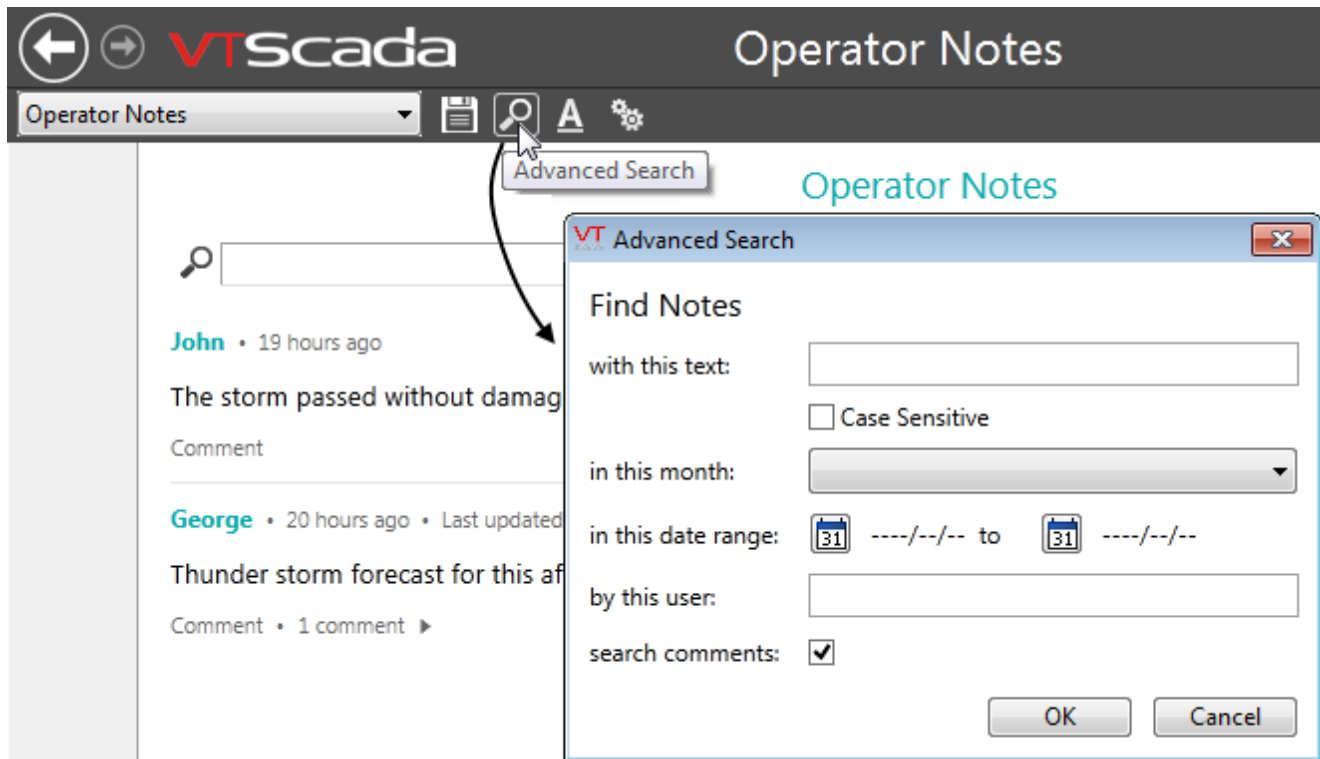 VTScada Operator Notes
Operator Notes A
Advanced Search
Operator Notes
VT Advanced Search
Find Notes
John • 19 hours ago
with this text:
The storm passed without damag
Case Sensitive
Comment
in this month:
George • 20 hours ago • Last updated
in this date range: 31 ----/--/-- to 31 ----/--/--
Thunder storm forecast for this af
by this user:
Comment • 1 comment
search comments:
OK Cancel